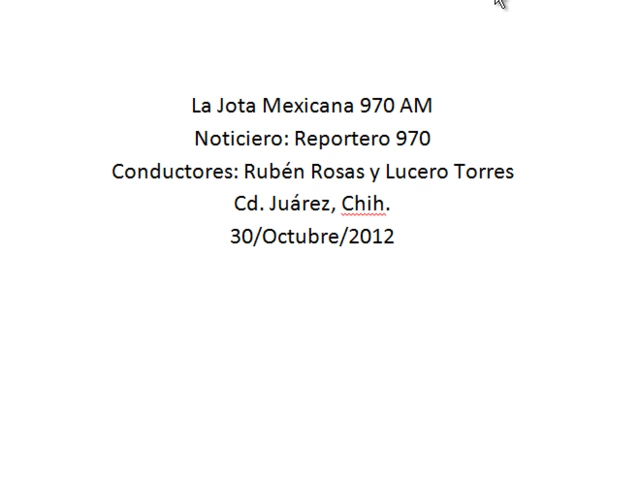 La Jota Mexicana 970 AM
Noticiero: Reportero 970
Conductores: Rubén Rosas y Lucero Torres
Cd. Juárez, Chih.
30/Octubre/2012